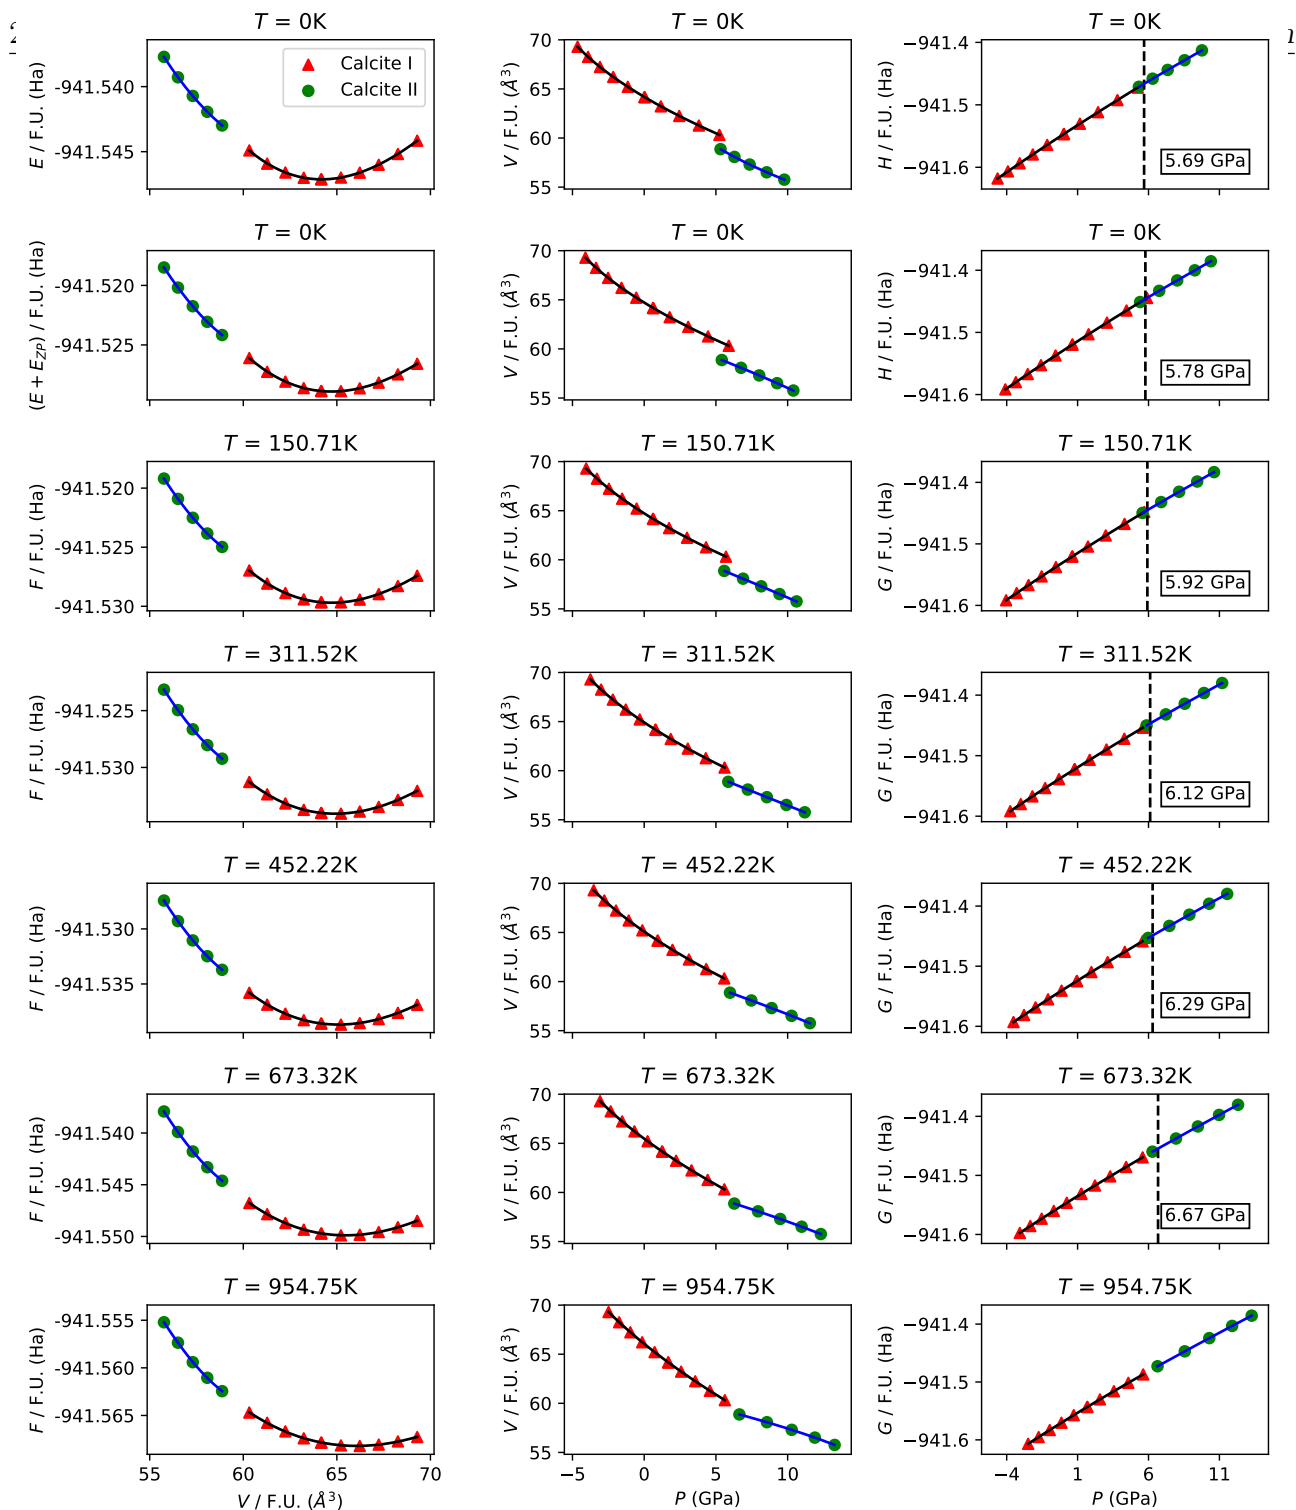 T = 0K T = 0K T = 0K
E / F.U. (Ha)
-941.540
-941.545
Calcite I
Calcite II
V / F.U. (Å³)
70
65
60
55
−5 0 5 10
H / F.U. (Ha)
−941.4
−941.5
−941.6
5.69 GPa
T = 0K T = 0K T = 0K
(E + E_ZP) / F.U. (Ha)
-941.520
-941.525
V / F.U. (Å³)
70
65
60
55
H / F.U. (Ha)
−941.4
−941.5
−941.6
5.78 GPa
T = 150.71K T = 150.71K T = 150.71K
F / F.U. (Ha)
-941.520
-941.525
-941.530
V / F.U. (Å³)
70
65
60
55
G / F.U. (Ha)
−941.4
−941.5
−941.6
5.92 GPa
T = 311.52K T = 311.52K T = 311.52K
F / F.U. (Ha)
-941.525
-941.530
V / F.U. (Å³)
70
65
60
55
G / F.U. (Ha)
−941.4
−941.5
−941.6
6.12 GPa
T = 452.22K T = 452.22K T = 452.22K
F / F.U. (Ha)
-941.530
-941.535
V / F.U. (Å³)
70
65
60
55
G / F.U. (Ha)
−941.4
−941.5
−941.6
6.29 GPa
T = 673.32K T = 673.32K T = 673.32K
F / F.U. (Ha)
-941.540
-941.545
-941.550
V / F.U. (Å³)
70
65
60
55
G / F.U. (Ha)
−941.4
−941.5
−941.6
6.67 GPa
T = 954.75K T = 954.75K T = 954.75K
F / F.U. (Ha)
-941.555
-941.560
-941.565
55 60 65 70
V / F.U. (Å³)
V / F.U. (Å³)
70
65
60
55
−5 0 5 10
P (GPa)
G / F.U. (Ha)
−941.4
−941.5
−941.6
−4 1 6 11
P (GPa)